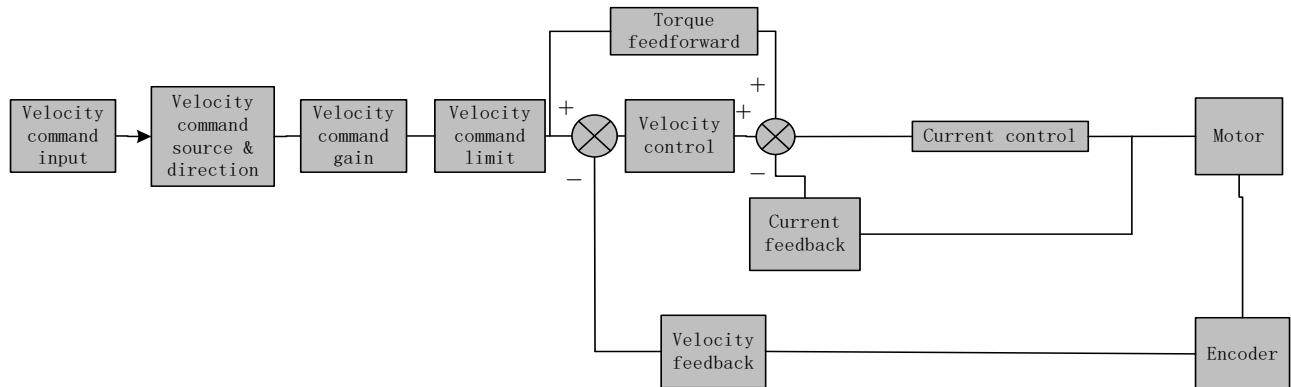 Torque
feedforward
Velocity
command
input
Velocity
command
source &
direction
Velocity
command
gain
Velocity
command
limit
+
−
Velocity
control
+
+
−
Current control
Motor
Current
feedback
Velocity
feedback
Encoder